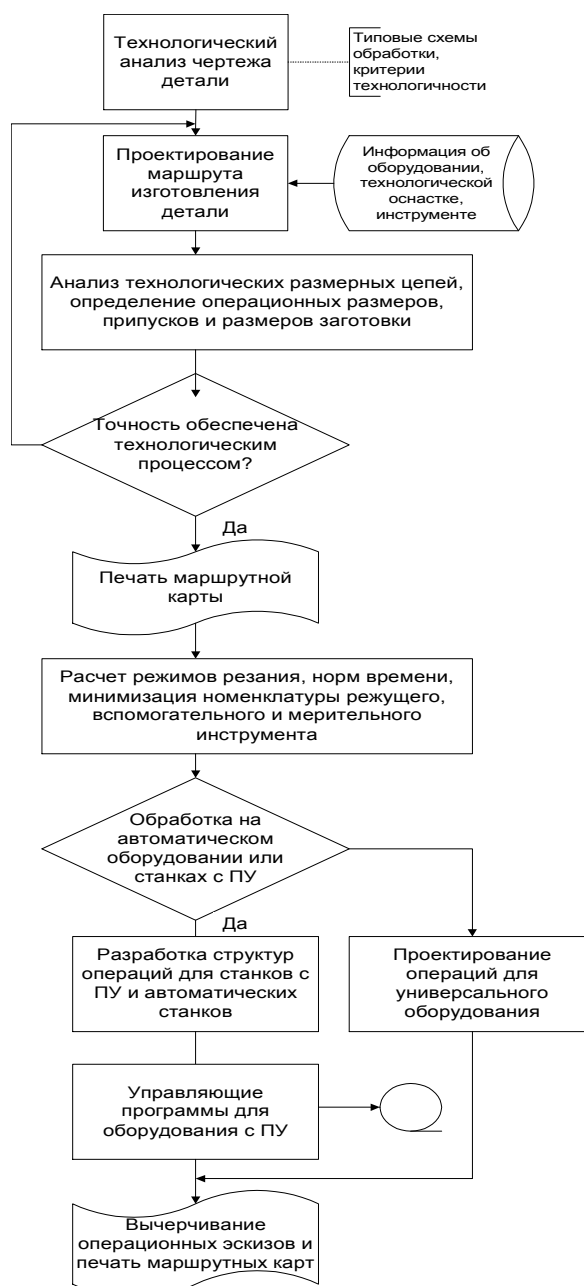 Технологический
анализ чертежа
детали
Типовые схемы
обработки,
критерии
технологичности
Проектирование
маршрута
изготовления
детали
Информация об
оборудовании,
технологической
оснастке,
инструменте
Анализ технологических размерных цепей,
определение операционных размеров,
припусков и размеров заготовки
Точность обеспечена
технологическим
процессом?
Да
Печать маршрутной
карты
Расчет режимов резания, норм времени,
минимизация номенклатуры режущего,
вспомогательного и мерительного
инструмента
Обработка на
автоматическом
оборудовании или
станках с ПУ
Да
Разработка структур
операций для станков с
ПУ и автоматических
станков
Проектирование
операций для
универсального
оборудования
Управляющие
программы для
оборудования с ПУ
Вычерчивание
операционных эскизов и
печать маршрутных карт